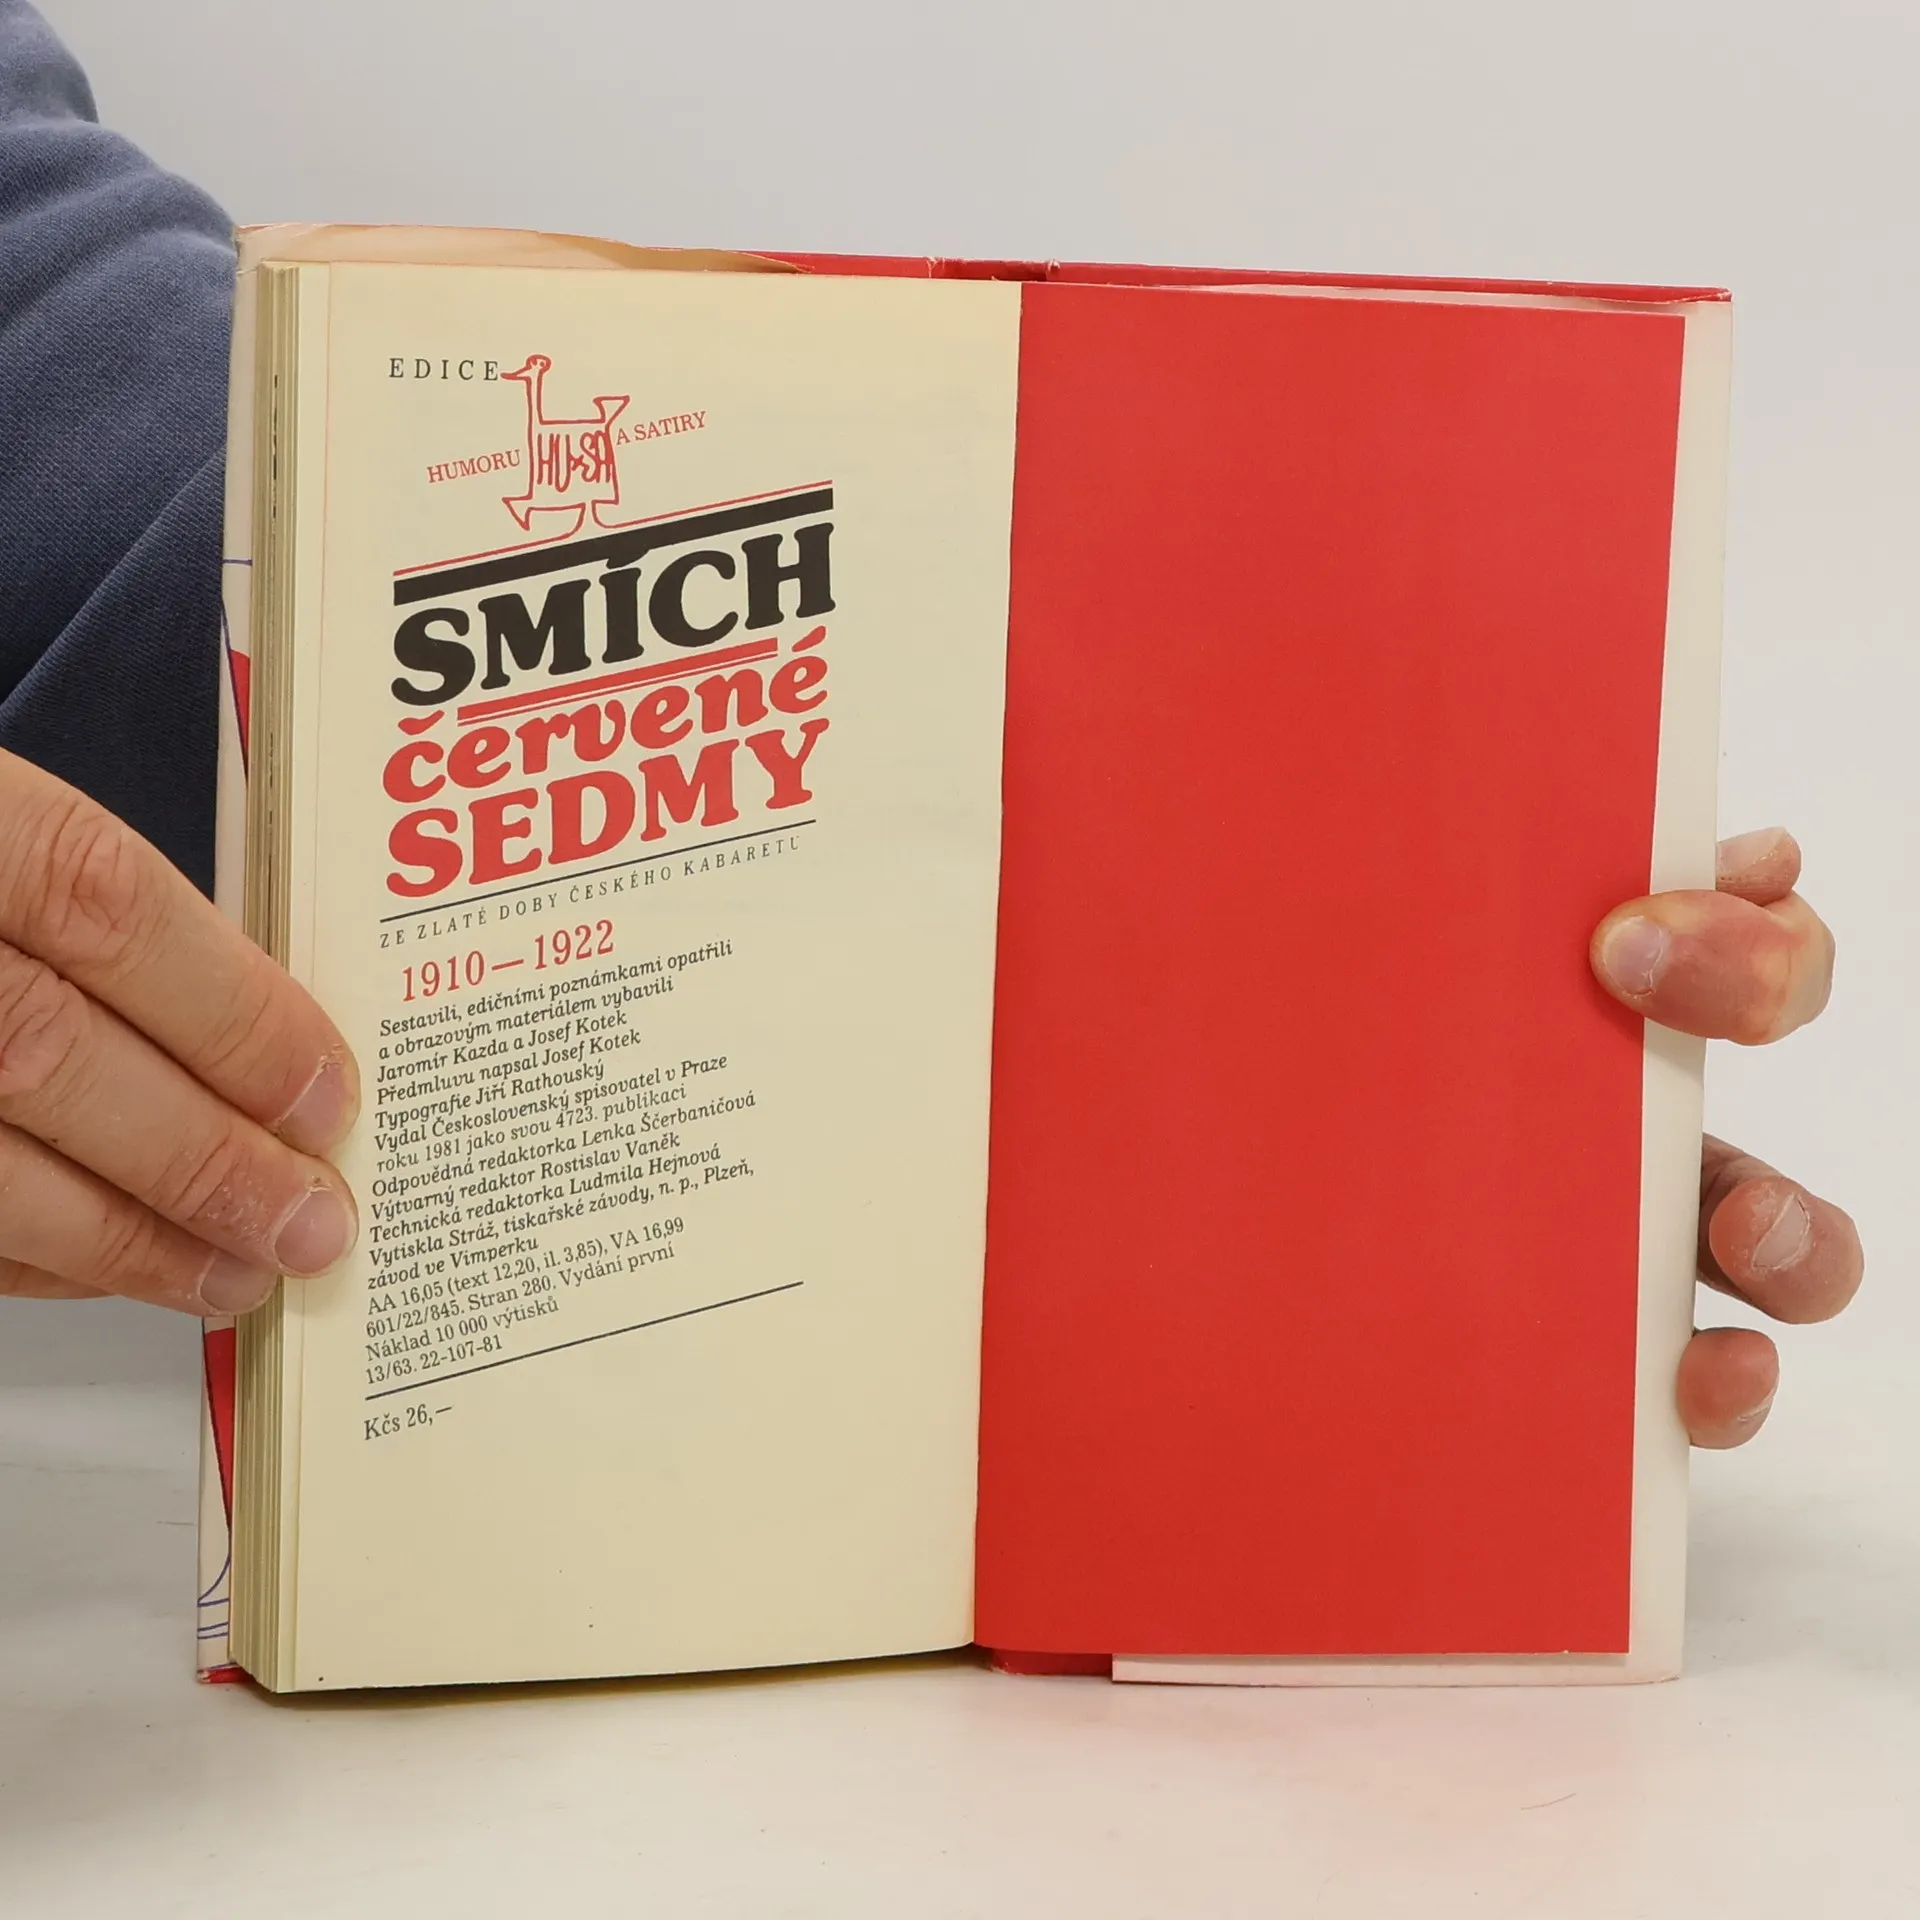 EDICE
HUMORU HU+SA A SATIRY
SMÍCH
červené
SEDMY
ZE ZLATÉ DOBY ČESKÉHO KABARETU
1910—1922
Sestavili, edičními poznámkami opatřili
a obrazovým materiálem vybavili
Jaromír Kazda a Josef Kotek
Předmluvu napsal Josef Kotek
Typografie Jiří Rathouský
Vydal Československý spisovatel v Praze
roku 1981 jako svou 4723. publikaci
Odpovědná redaktorka Lenka Ščerbaničová
Výtvarný redaktor Rostislav Vaněk
Technická redaktorka Ludmila Hejnová
Vytiskla Stráž, tiskařské závody, n. p., Plzeň,
závod ve Vimperku
AA 16,05 (text 12,20, il. 3,85), VA 16,99
601/22/845. Stran 280. Vydání první
Náklad 10 000 výtisků
13/63. 22-107-81
Kčs 26,—